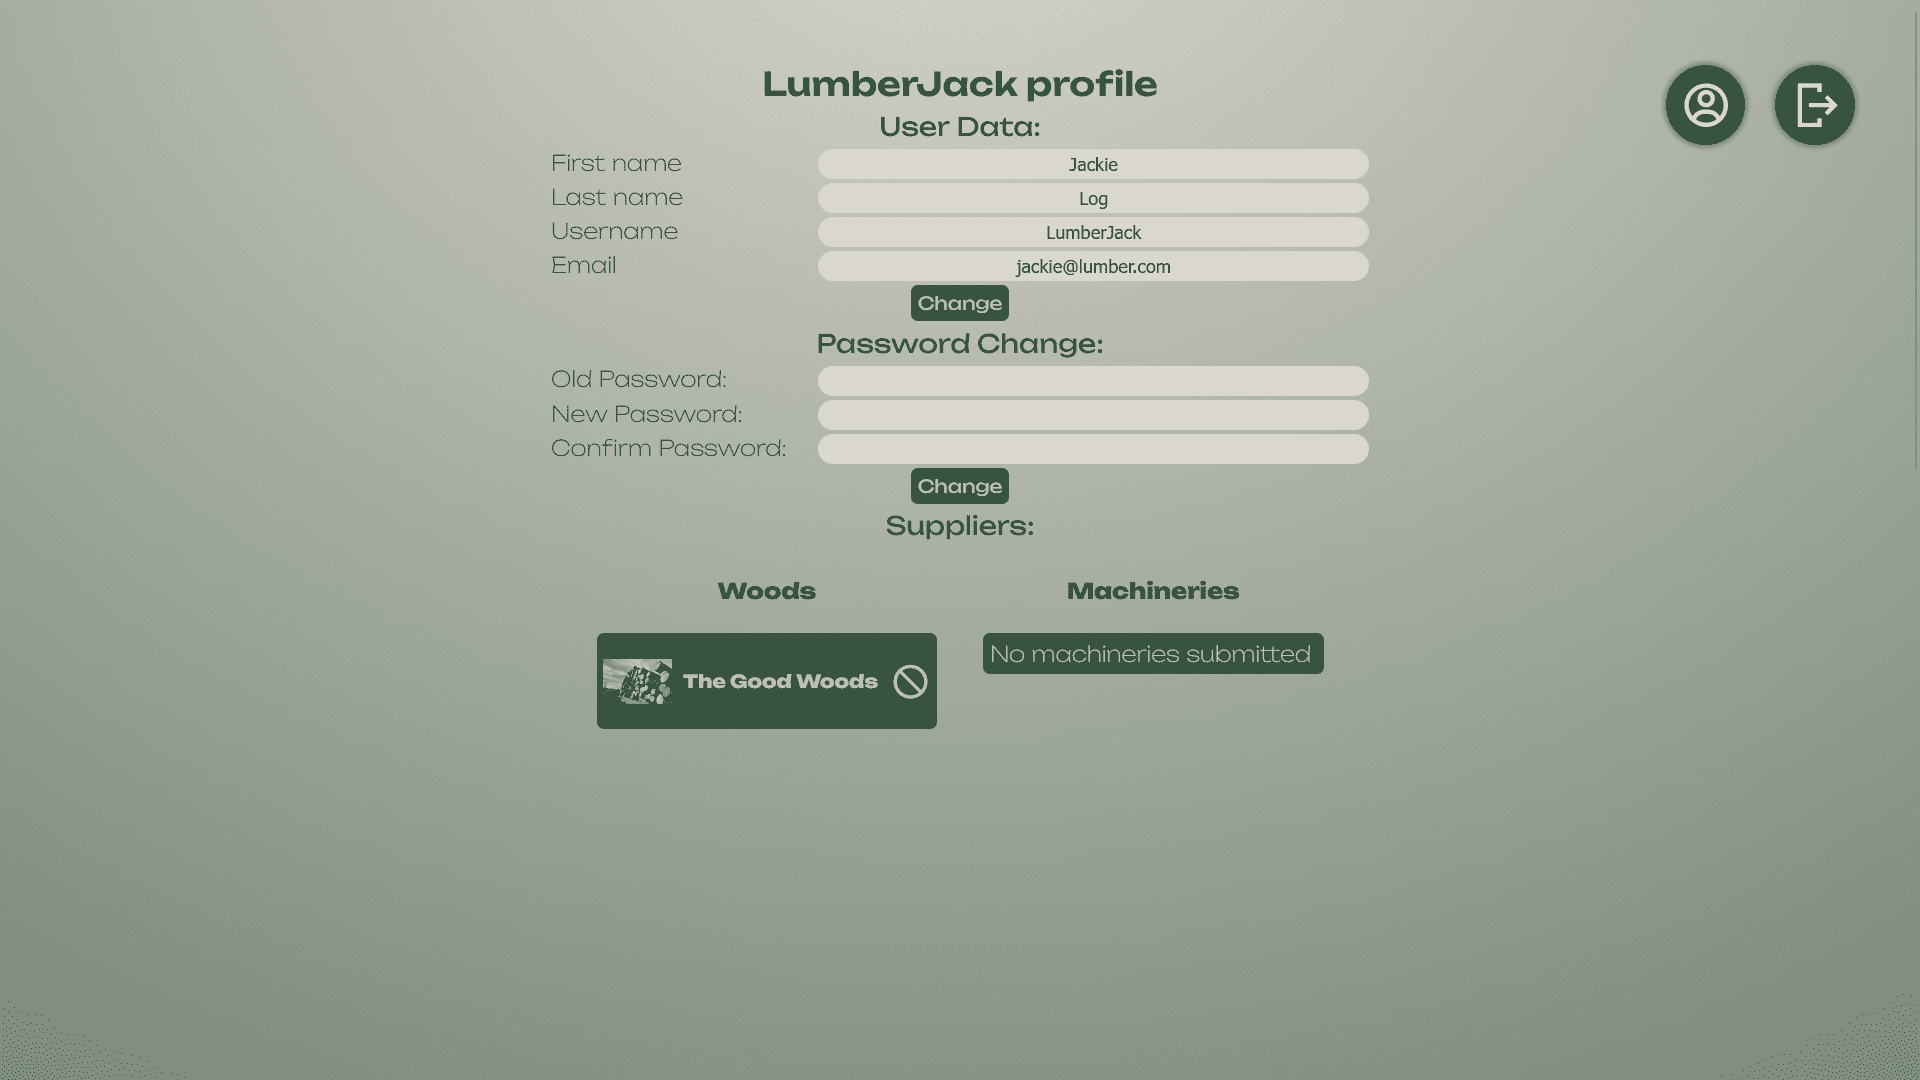 LumberJack profile
User Data:
First name Jackie
Last name Log
Username LumberJack
Email jackie@lumber.com
Change
Password Change:
Old Password:
New Password:
Confirm Password:
Change
Suppliers:
Woods Machineries
The Good Woods No machineries submitted